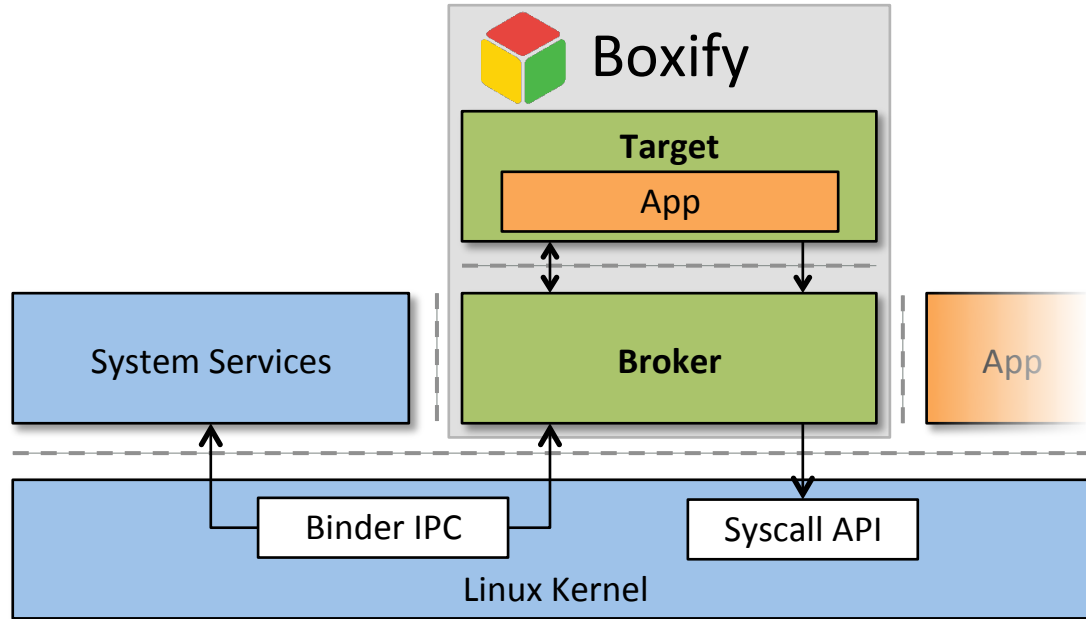 Boxify
Target
App
System Services
Broker
App
Binder IPC
Syscall API
Linux Kernel